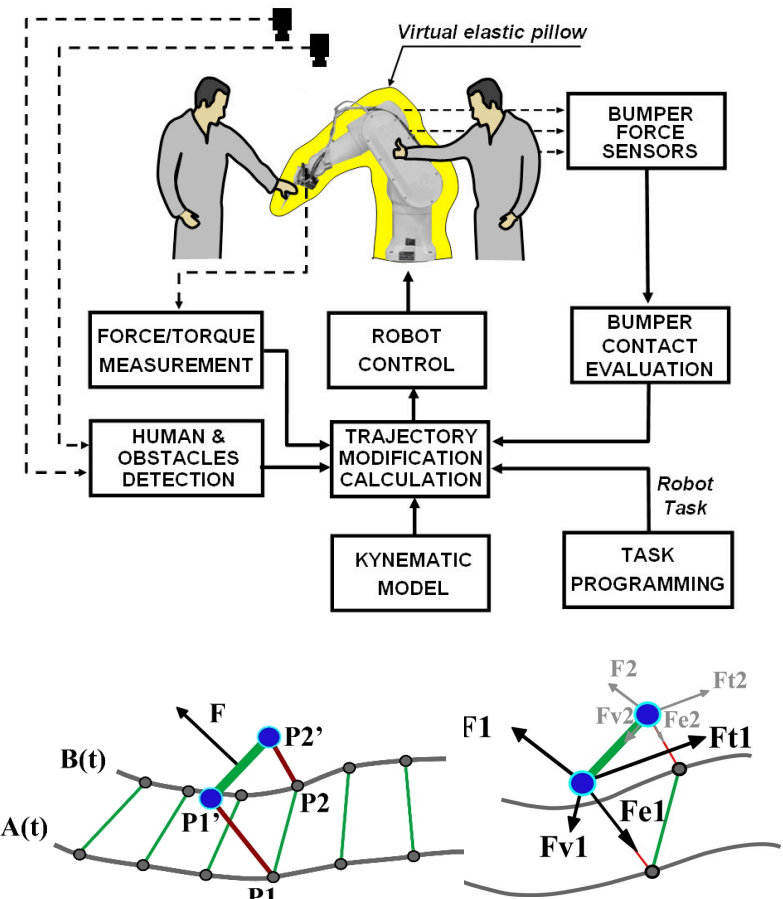 Virtual elastic pillow
BUMPER
FORCE
SENSORS
FORCE/TORQUE
MEASUREMENT
ROBOT
CONTROL
BUMPER
CONTACT
EVALUATION
HUMAN &
OBSTACLES
DETECTION
TRAJECTORY
MODIFICATION
CALCULATION
Robot
Task
KYNEMATIC
MODEL
TASK
PROGRAMMING
F
B(t)
P2'
P1'
P2
A(t)
P1
F2
Ft2
Fv2
Fe2
F1
Ft1
Fe1
Fv1